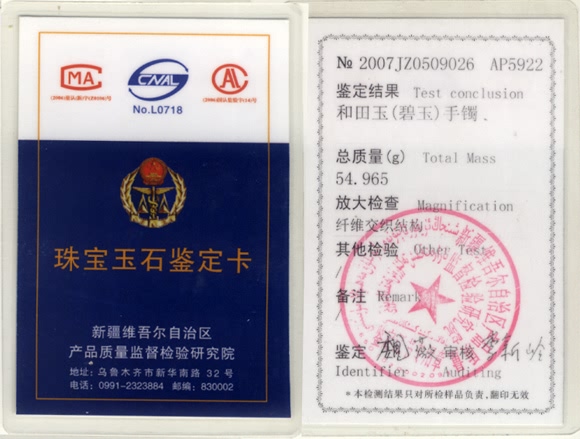 MA
CNAL
AL
No.L0718
珠宝玉石鉴定卡
新疆维吾尔自治区
产品质量监督检验研究院
地址:乌鲁木齐市新华南路 32 号
电话:0991-2323884 邮编:830002
№ 2007JZ0509026 AP5922
鉴定结果 Test conclusion
和田玉(碧玉)手镯、
总质量(g) Total Mass
54.965
放大检查 Magnification
纤维交织结构
其他检验 Other Test
备注 Remark
鉴定 审核
Identifier Auditing
*本检测结果只对所检样品负责,翻印无效